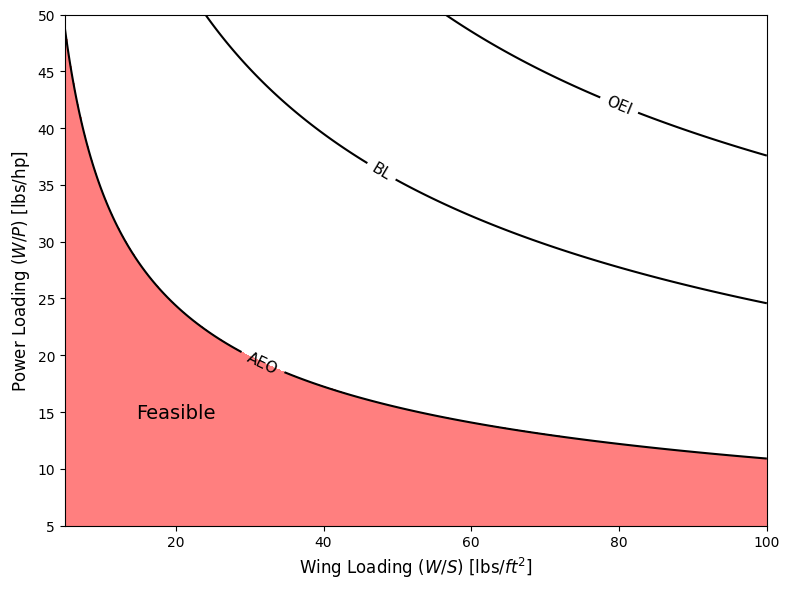 50
45
40
35
30
25
20
15
10
5
Power Loading (W/P) [lbs/hp]
OEI
BL
AEO
Feasible
20 40 60 80 100
Wing Loading (W/S) [lbs/ft²]